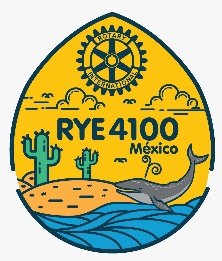 ROTARY
INTERNATIONAL
RYE 4100
México